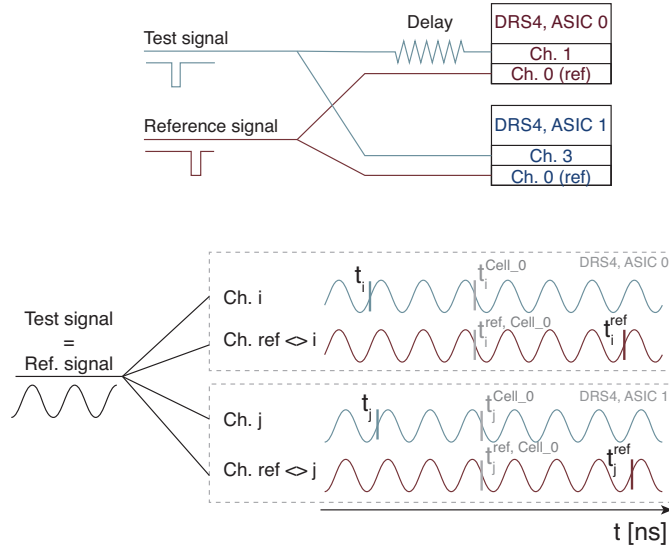 Test signal
Delay
DRS4, ASIC 0
Ch. 1
Ch. 0 (ref)
Reference signal
DRS4, ASIC 1
Ch. 3
Ch. 0 (ref)
Test signal
=
Ref. signal
DRS4, ASIC 0
Ch. i
t_i
t_i^Cell_0
Ch. ref <> i
t_i^ref, Cell_0
t_i^ref
DRS4, ASIC 1
Ch. j
t_j
t_j^Cell_0
Ch. ref <> j
t_j^ref, Cell_0
t_j^ref
t [ns]